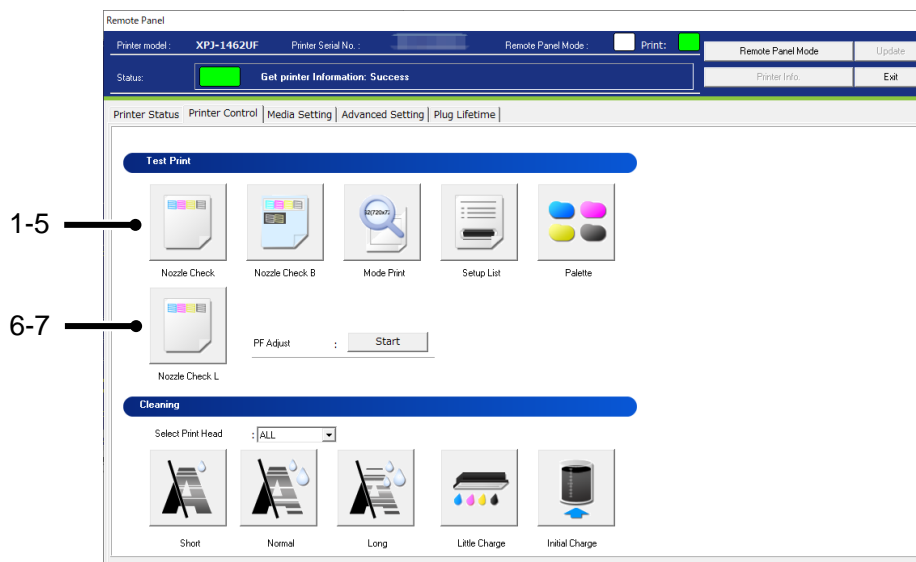 Remote Panel
Printer model : XPJ-1462UF Printer Serial No. : Remote Panel Mode : Print:
Remote Panel Mode Update
Status: Get printer Information: Success
Printer Info. Exit
Printer Status Printer Control Media Setting Advanced Setting Plug Lifetime
Test Print
1-5
Nozzle Check Nozzle Check B Mode Print Setup List Palette
6-7
PF Adjust : Start
Nozzle Check L
Cleaning
Select Print Head : ALL
Short Normal Long Little Charge Initial Charge